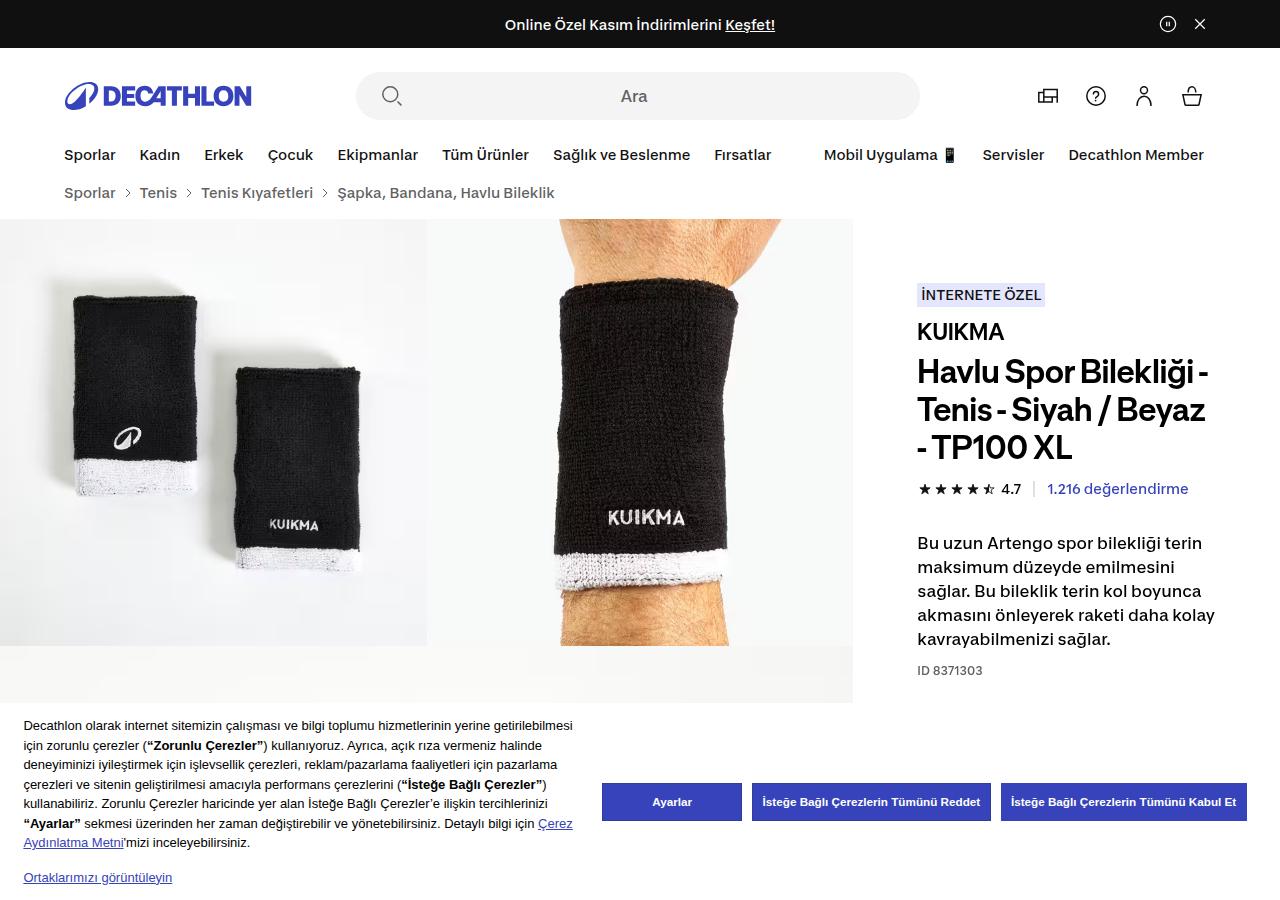 Online Özel Kasım İndirimlerini Keşfet!
DECATHLON
Ara
Sporlar Kadın Erkek Çocuk Ekipmanlar Tüm Ürünler Sağlık ve Beslenme Fırsatlar Mobil Uygulama Servisler Decathlon Member
Sporlar > Tenis > Tenis Kıyafetleri > Şapka, Bandana, Havlu Bileklik
KUIKMA
KUIKMA
İNTERNETE ÖZEL
KUIKMA
Havlu Spor Bilekliği -
Tenis - Siyah / Beyaz
- TP100 XL
4.7 | 1.216 değerlendirme
Bu uzun Artengo spor bilekliği terin
maksimum düzeyde emilmesini
sağlar. Bu bileklik terin kol boyunca
akmasını önleyerek raketi daha kolay
kavrayabilmenizi sağlar.
ID 8371303
Decathlon olarak internet sitemizin çalışması ve bilgi toplumu hizmetlerinin yerine getirilebilmesi
için zorunlu çerezler (“Zorunlu Çerezler”) kullanıyoruz. Ayrıca, açık rıza vermeniz halinde
deneyiminizi iyileştirmek için işlevsellik çerezleri, reklam/pazarlama faaliyetleri için pazarlama
çerezleri ve sitenin geliştirilmesi amacıyla performans çerezlerini (“İsteğe Bağlı Çerezler”)
kullanabiliriz. Zorunlu Çerezler haricinde yer alan İsteğe Bağlı Çerezler’e ilişkin tercihlerinizi
“Ayarlar” sekmesi üzerinden her zaman değiştirebilir ve yönetebilirsiniz. Detaylı bilgi için Çerez
Aydınlatma Metni'mizi inceleyebilirsiniz.
Ortaklarımızı görüntüleyin
Ayarlar
İsteğe Bağlı Çerezlerin Tümünü Reddet
İsteğe Bağlı Çerezlerin Tümünü Kabul Et